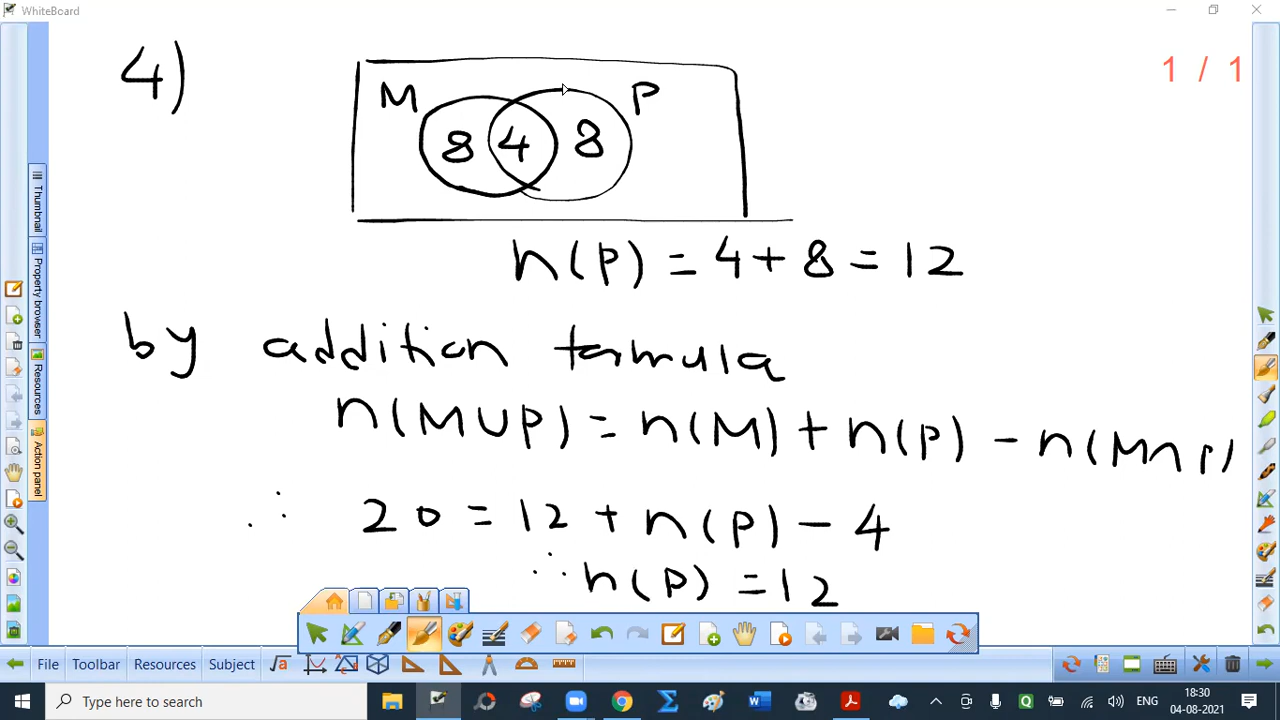 WhiteBoard
4)
1 / 1
M
P
8 4 8
n(P) = 4+8 = 12
by addition formula
n(M∪P) = n(M) + n(P) - n(M∩P)
∴ 20 = 12 + n(P) - 4
∴ n(P) = 12
Thumbnail
Property browser
Resources
Action panel
File Toolbar Resources Subject
Type here to search
ENG
18:30
04-08-2021